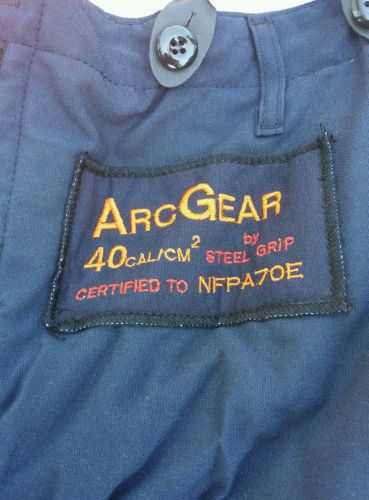 ARCGEAR
40CAL/CM² by STEEL GRIP
CERTIFIED TO NFPA70E